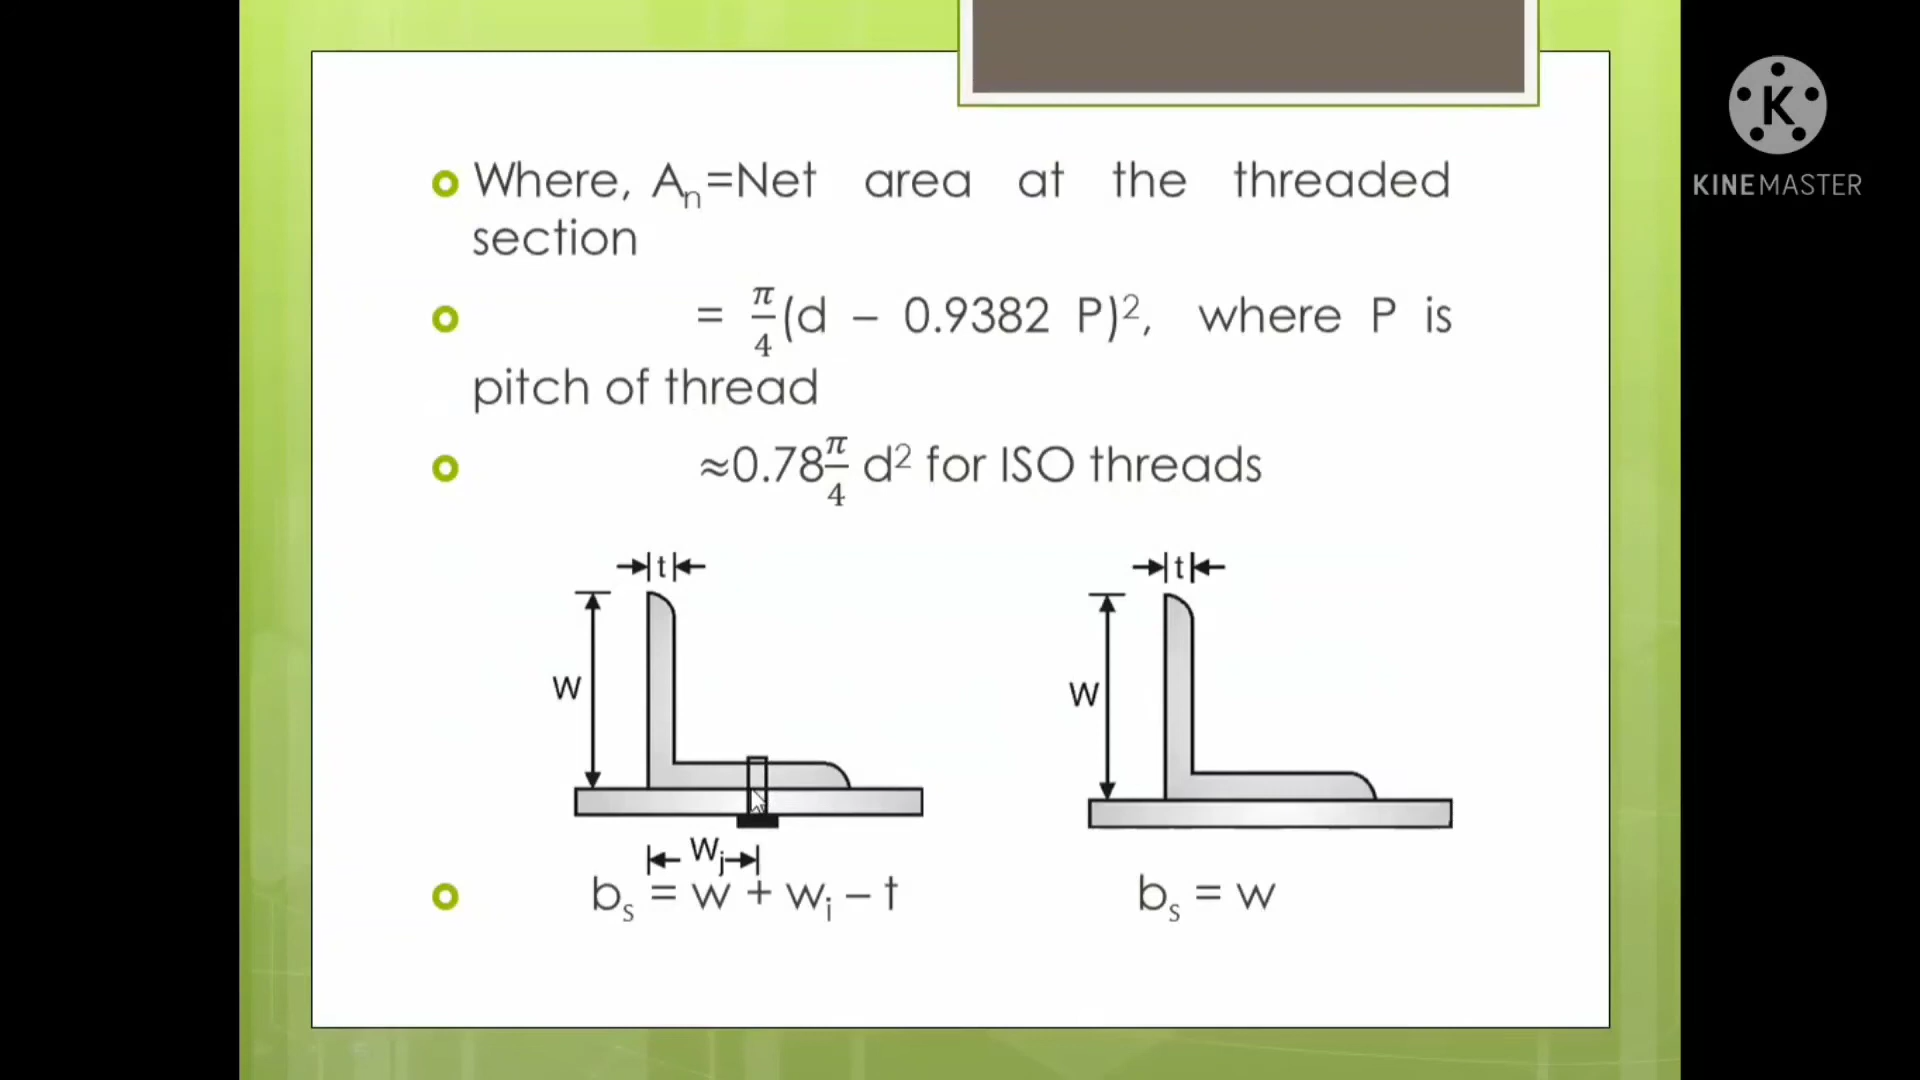 Where, Aₙ=Net area at the threaded
section
= π/4 (d – 0.9382 P)², where P is
pitch of thread
≈0.78 π/4 d² for ISO threads
t
t
W
W
Wᵢ
bₛ = w + wᵢ – t
bₛ = w
K
KINEMASTER